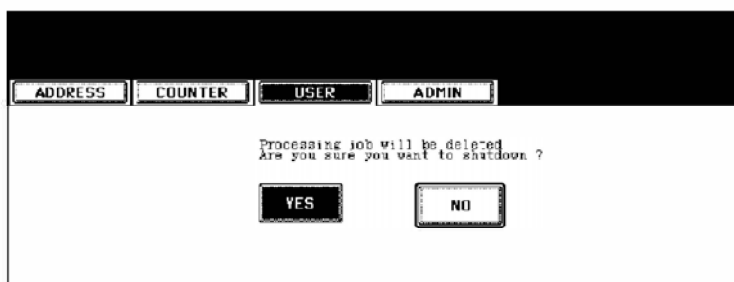 ADDRESS COUNTER USER ADMIN
Processing job will be deleted
Are you sure you want to shutdown ?
YES NO